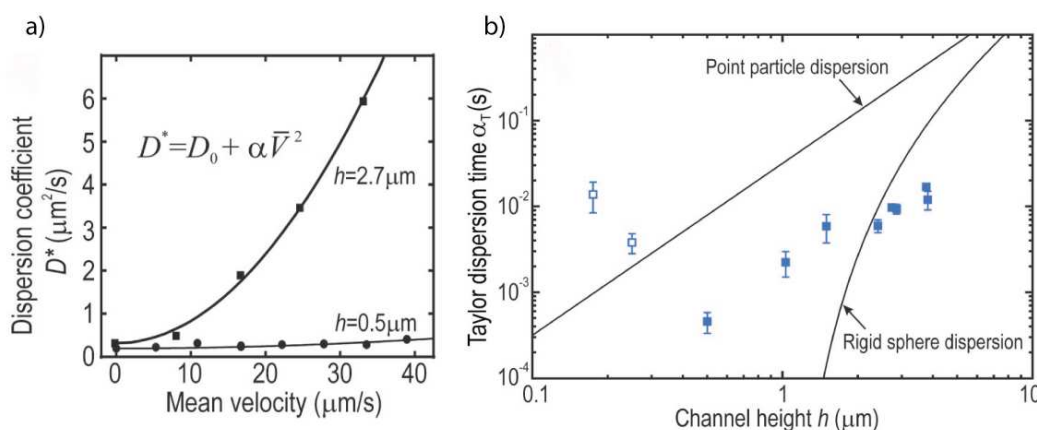 a)
Dispersion coefficient
D* (μm²/s)
6
5
4
3
2
1
0
D* = D₀ + α V̄ ²
h=2.7μm
h=0.5μm
0
10
20
30
40
Mean velocity (μm/s)
b)
Taylor dispersion time α_T(s)
10⁰
10⁻¹
10⁻²
10⁻³
10⁻⁴
Point particle dispersion
Rigid sphere dispersion
0.1
1
10
Channel height h (μm)